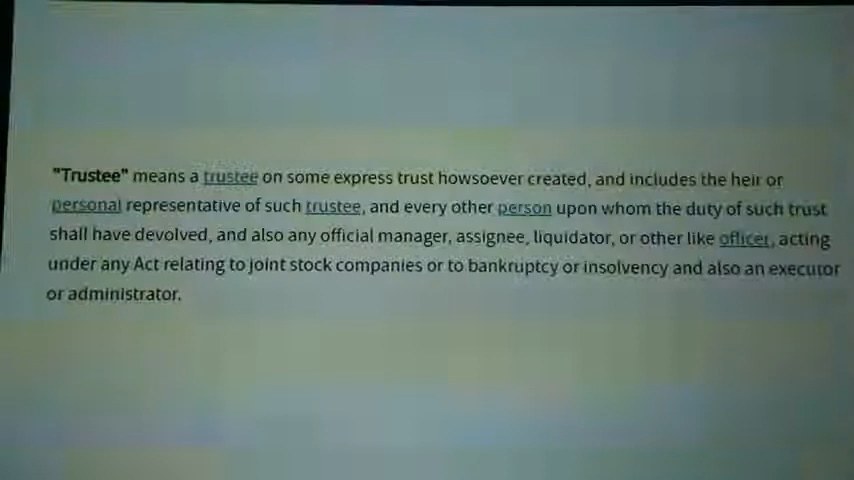 "Trustee" means a trustee on some express trust howsoever created, and includes the heir or
personal representative of such trustee, and every other person upon whom the duty of such trust
shall have devolved, and also any official manager, assignee, liquidator, or other like officer, acting
under any Act relating to joint stock companies or to bankruptcy or insolvency and also an executor
or administrator.